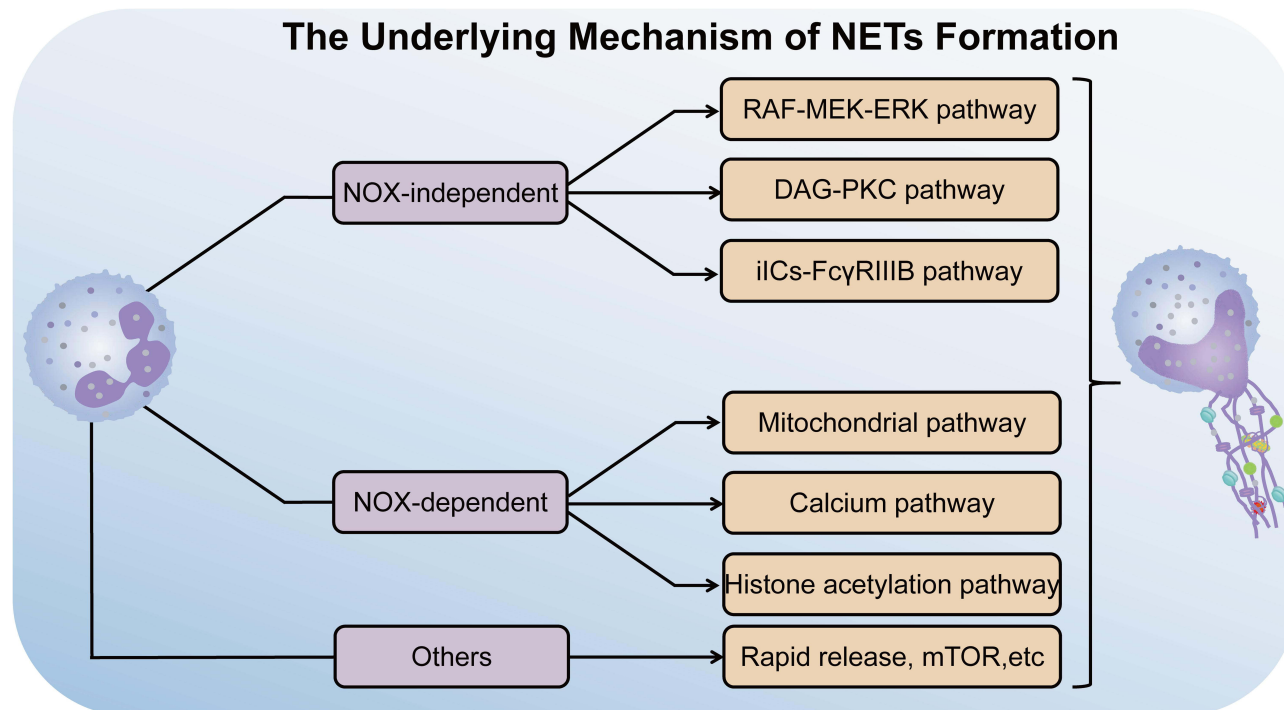 The Underlying Mechanism of NETs Formation
NOX-independent
RAF-MEK-ERK pathway
DAG-PKC pathway
iICs-FcγRIIIB pathway
NOX-dependent
Mitochondrial pathway
Calcium pathway
Histone acetylation pathway
Others
Rapid release, mTOR,etc